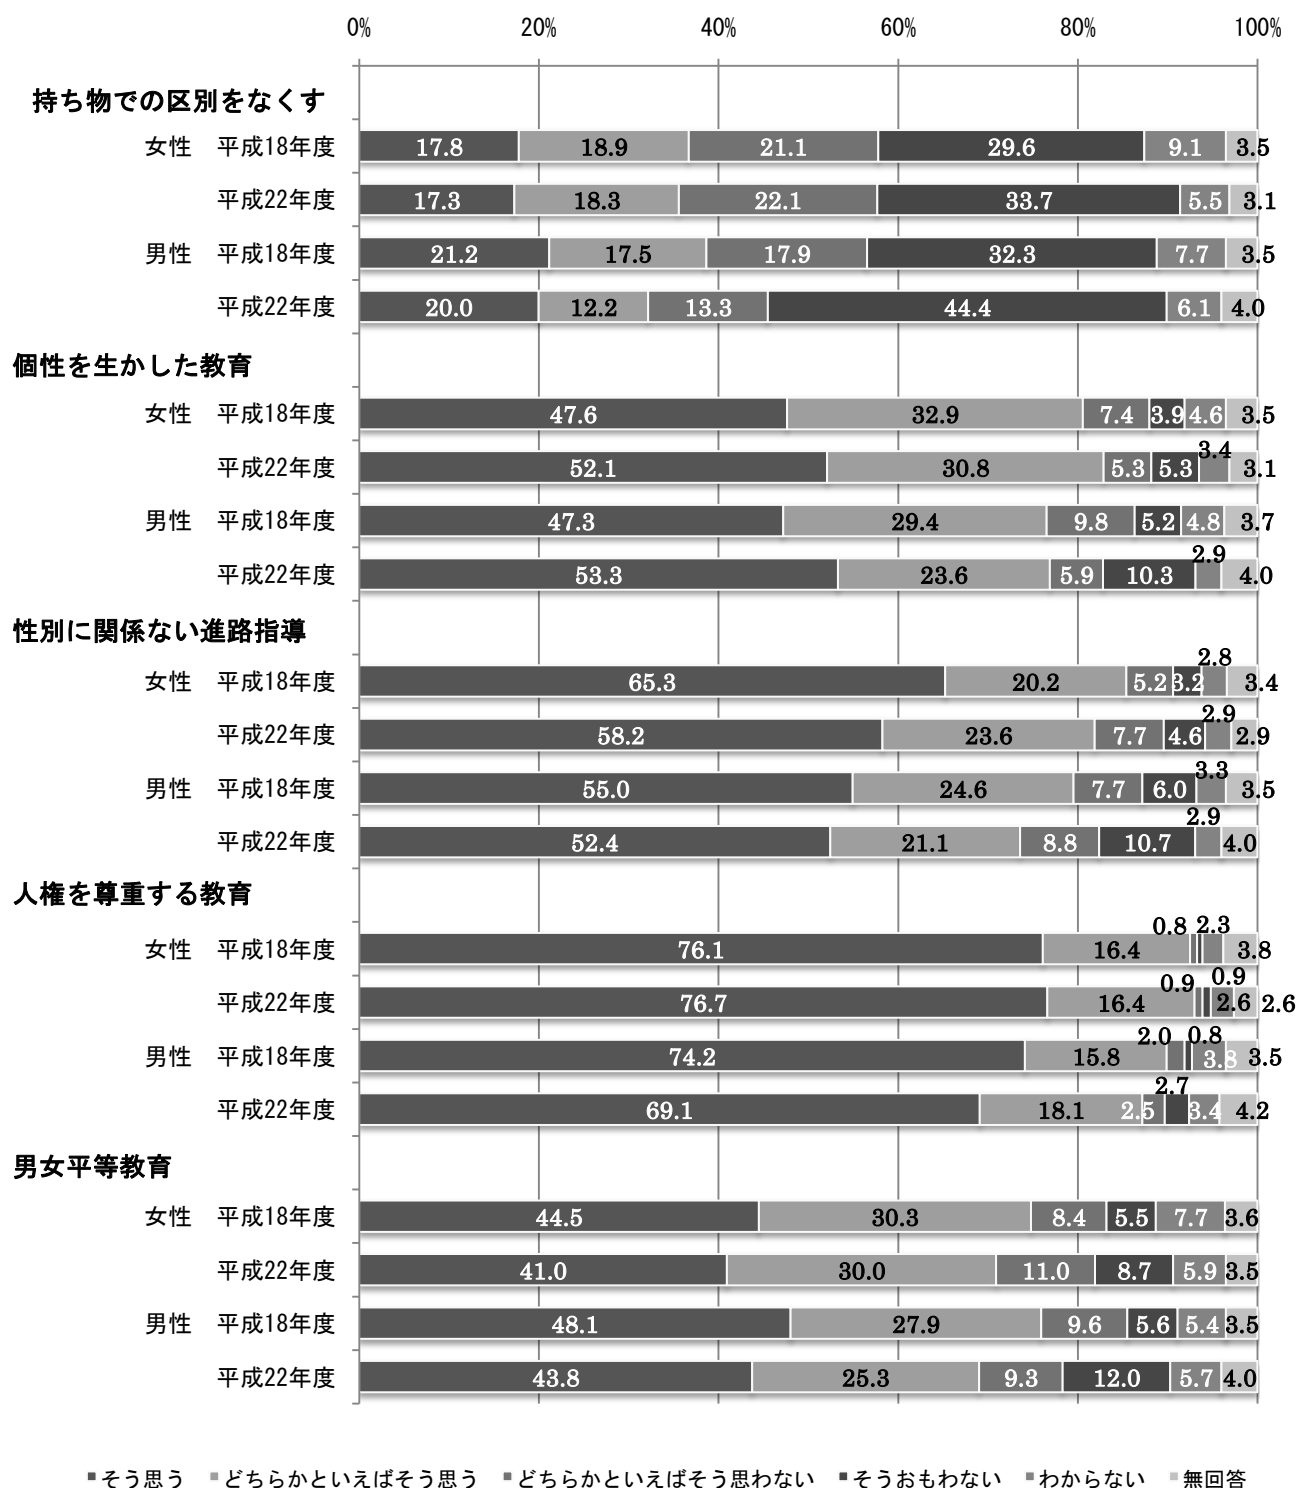 0% 20% 40% 60% 80% 100%
持ち物での区別をなくす
女性 平成18年度 17.8 18.9 21.1 29.6 9.1 3.5
平成22年度 17.3 18.3 22.1 33.7 5.5 3.1
男性 平成18年度 21.2 17.5 17.9 32.3 7.7 3.5
平成22年度 20.0 12.2 13.3 44.4 6.1 4.0
個性を生かした教育
女性 平成18年度 47.6 32.9 7.4 3.9 4.6 3.5
平成22年度 52.1 30.8 5.3 5.3 3.4 3.1
男性 平成18年度 47.3 29.4 9.8 5.2 4.8 3.7
平成22年度 53.3 23.6 5.9 10.3 2.9 4.0
性別に関係ない進路指導
女性 平成18年度 65.3 20.2 5.2 3.2 2.8 3.4
平成22年度 58.2 23.6 7.7 4.6 2.9 2.9
男性 平成18年度 55.0 24.6 7.7 6.0 3.3 3.5
平成22年度 52.4 21.1 8.8 10.7 2.9 4.0
人権を尊重する教育
女性 平成18年度 76.1 16.4 0.8 2.3 3.8
平成22年度 76.7 16.4 0.9 0.9 2.6 2.6
男性 平成18年度 74.2 15.8 2.0 0.8 3.8 3.5
平成22年度 69.1 18.1 2.5 2.7 3.4 4.2
男女平等教育
女性 平成18年度 44.5 30.3 8.4 5.5 7.7 3.6
平成22年度 41.0 30.0 11.0 8.7 5.9 3.5
男性 平成18年度 48.1 27.9 9.6 5.6 5.4 3.5
平成22年度 43.8 25.3 9.3 12.0 5.7 4.0
そう思う どちらかといえばそう思う どちらかといえばそう思わない そうおもわない わからない 無回答